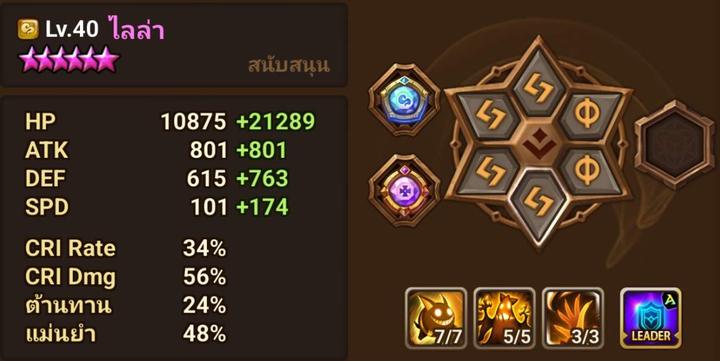 Lv.40 ไลล่า
สนับสนุน
HP 10875 +21289
ATK 801 +801
DEF 615 +763
SPD 101 +174
CRI Rate 34%
CRI Dmg 56%
ต้านทาน 24%
แม่นยำ 48%
7/7 5/5 3/3 A
LEADER